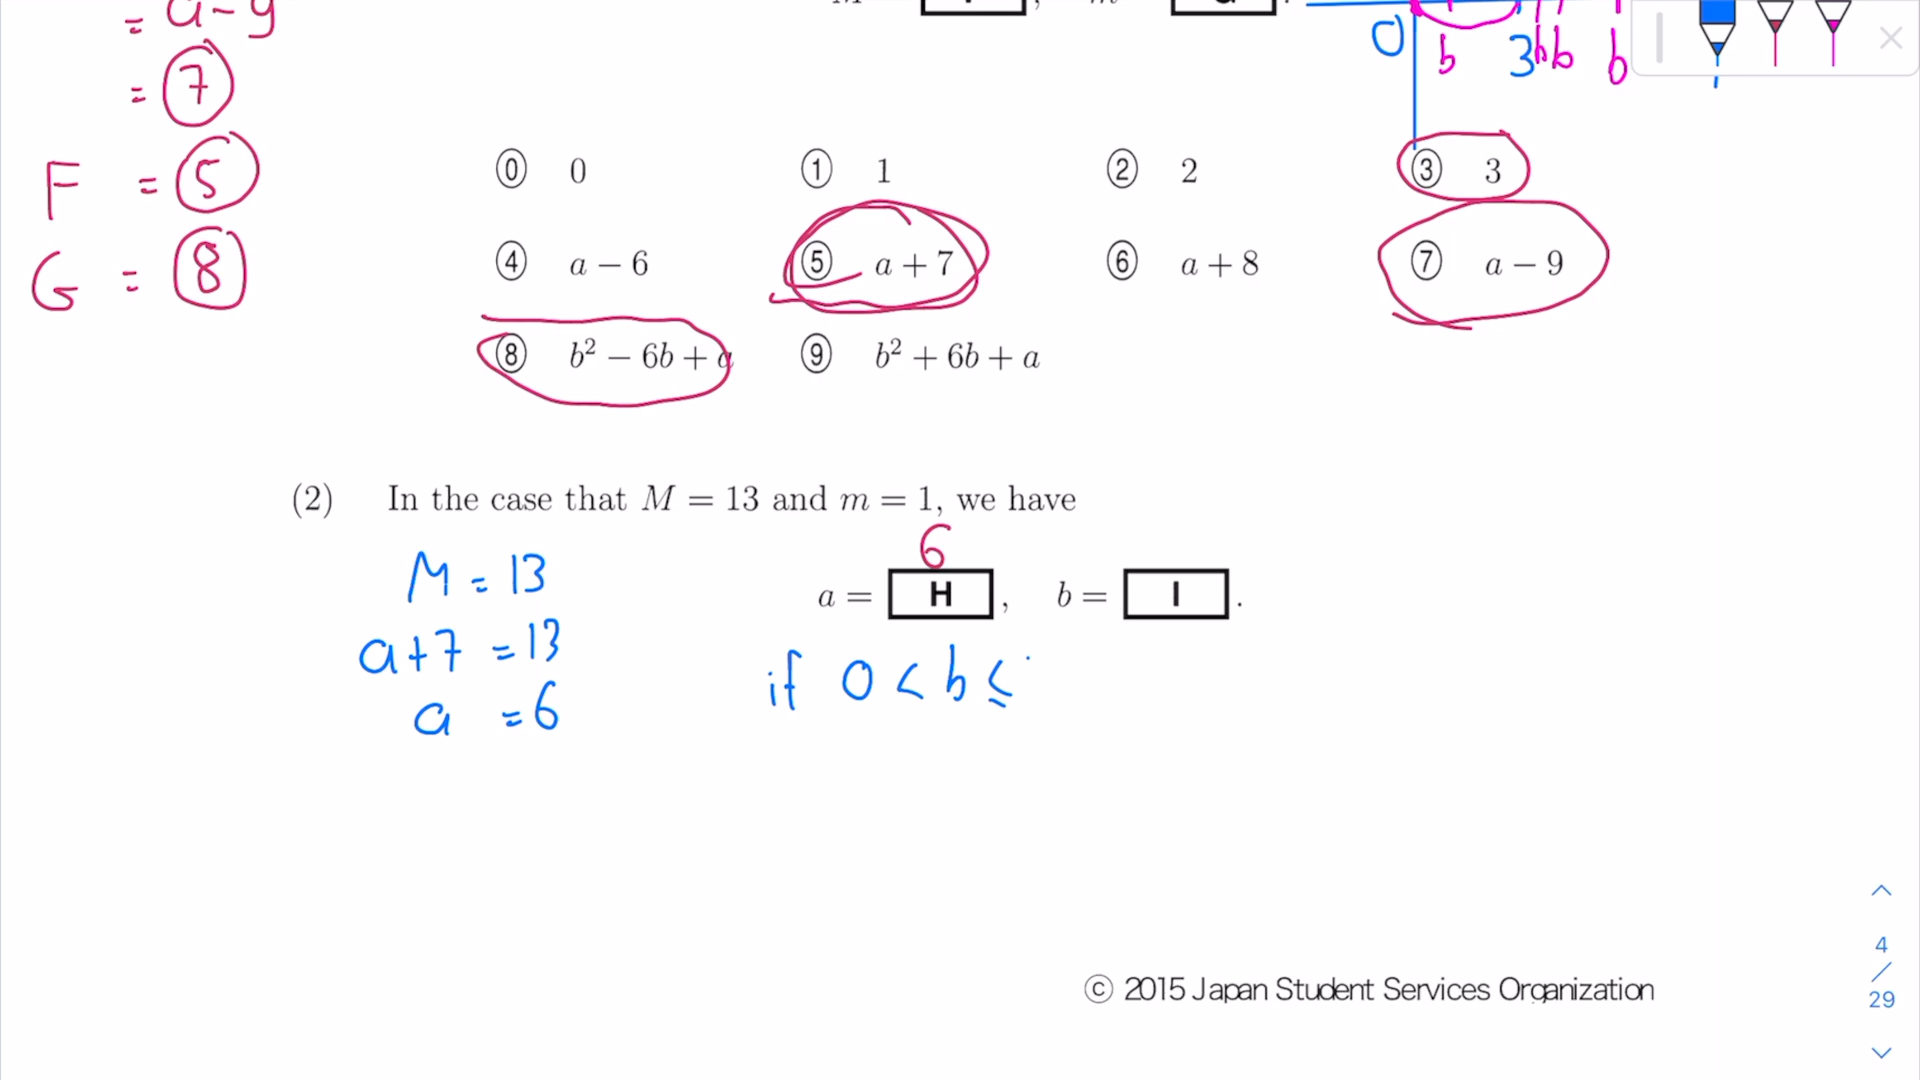 = a - 9
= 7
0 b 3 b b b
⓪ 0 ① 1 ② 2 ③ 3
F = 5
④ a − 6 ⑤ a + 7 ⑥ a + 8 ⑦ a − 9
G = 8
⑧ b² − 6b + a ⑨ b² + 6b + a
(2) In the case that M = 13 and m = 1, we have
6
M = 13
a = H , b = I .
a+7 = 13
if 0 < b ≤
a = 6
4
/
29
© 2015 Japan Student Services Organization